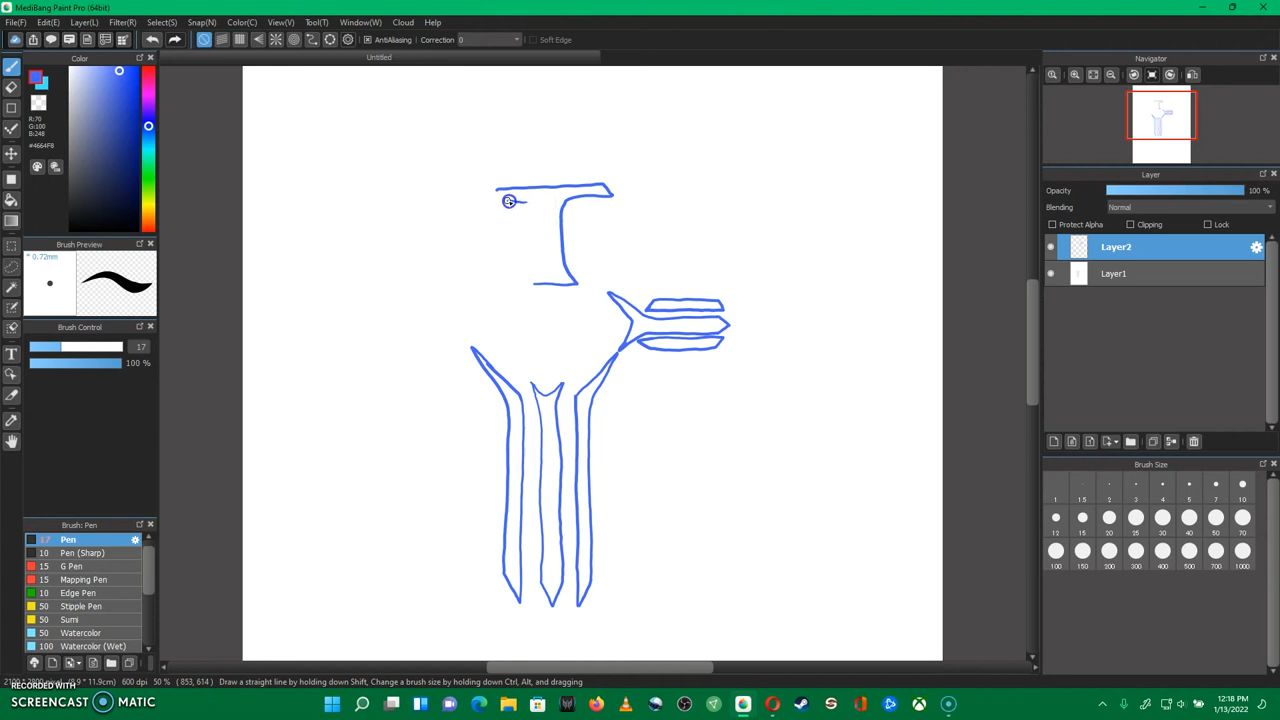 MediBang Paint Pro (64bit)
File(F) Edit(E) Layer(L) Filter(R) Select(S) Snap(N) Color(C) View(V) Tool(T) Window(W) Cloud Help
AntiAliasing Correction 0 Soft Edge
Color
Untitled
Navigator
R:70
G:100
B:248
#4664F8
Layer
Opacity 100 %
Blending Normal
Protect Alpha Clipping Lock
Brush Preview
* 0.72mm
Layer2
Layer1
Brush Control
17
100 %
Brush Size
1 1.5 2 3 4 5 7 10
12 15 20 25 30 40 50 70
100 150 200 300 400 500 700 1000
Brush: Pen
17 Pen
10 Pen (Sharp)
15 G Pen
15 Mapping Pen
10 Edge Pen
50 Stipple Pen
50 Sumi
50 Watercolor
100 Watercolor (Wet)
600 dpi 50 % (853, 614) Draw a straight line by holding down Shift, Change a brush size by holding down Ctrl, Alt, and dragging
RECORDED WITH
SCREENCAST MATIC
12:18 PM
1/13/2022